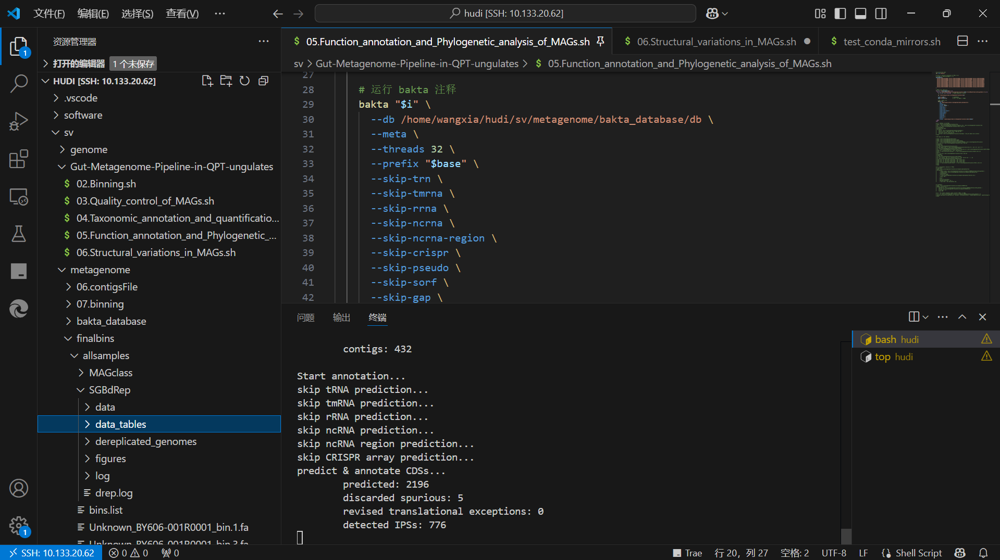 文件(F) 编辑(E) 选择(S) 查看(V) ··· hudi [SSH: 10.133.20.62]
资源管理器
打开的编辑器 1 个未保存
HUDI [SSH: 10.133.20.62]
.vscode
software
sv
genome
Gut-Metagenome-Pipeline-in-QPT-ungulates
$ 02.Binning.sh
$ 03.Quality_control_of_MAGs.sh
$ 04.Taxonomic_annotation_and_quantificatio...
$ 05.Function_annotation_and_Phylogenetic_...
$ 06.Structural_variations_in_MAGs.sh
metagenome
06.contigsFile
07.binning
bakta_database
finalbins
allsamples
MAGclass
SGBdRep
data
data_tables
dereplicated_genomes
figures
log
drep.log
bins.list
Unknown_BY606-001R0001_bin.1.fa
Unknown_BY606-001R0001_bin.3.fa
1
1
$ 05.Function_annotation_and_Phylogenetic_analysis_of_MAGs.sh $ 06.Structural_variations_in_MAGs.sh $ test_conda_mirrors.sh
sv > Gut-Metagenome-Pipeline-in-QPT-ungulates > $ 05.Function_annotation_and_Phylogenetic_analysis_of_MAGs.sh
27
28 # 运行 bakta 注释
29 bakta "$i" \
30 --db /home/wangxia/hudi/sv/metagenome/bakta_database/db \
31 --meta \
32 --threads 32 \
33 --prefix "$base" \
34 --skip-trn \
35 --skip-tmrna \
36 --skip-rrna \
37 --skip-ncrna \
38 --skip-ncrna-region \
39 --skip-crispr \
40 --skip-pseudo \
41 --skip-sorf \
42 --skip-gap \
问题 输出 终端
contigs: 432
Start annotation...
skip tRNA prediction...
skip tmRNA prediction...
skip rRNA prediction...
skip ncRNA prediction...
skip ncRNA region prediction...
skip CRISPR array prediction...
predict & annotate CDSs...
predicted: 2196
discarded spurious: 5
revised translational exceptions: 0
detected IPSs: 776
bash hudi
top hudi
SSH: 10.133.20.62 0 0 0 Trae 行 20，列 27 空格: 2 UTF-8 LF Shell Script